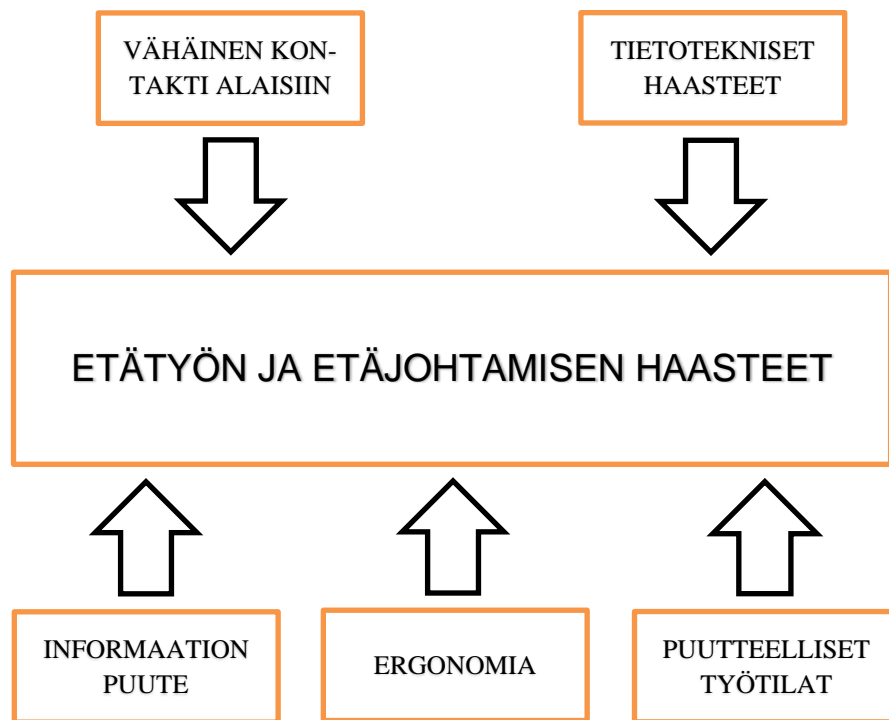 VÄHÄINEN KON-
TAKTI ALAISIIN
TIETOTEKNISET
HAASTEET
ETÄTYÖN JA ETÄJOHTAMISEN HAASTEET
INFORMAATION
PUUTE
ERGONOMIA
PUUTTEELLISET
TYÖTILAT